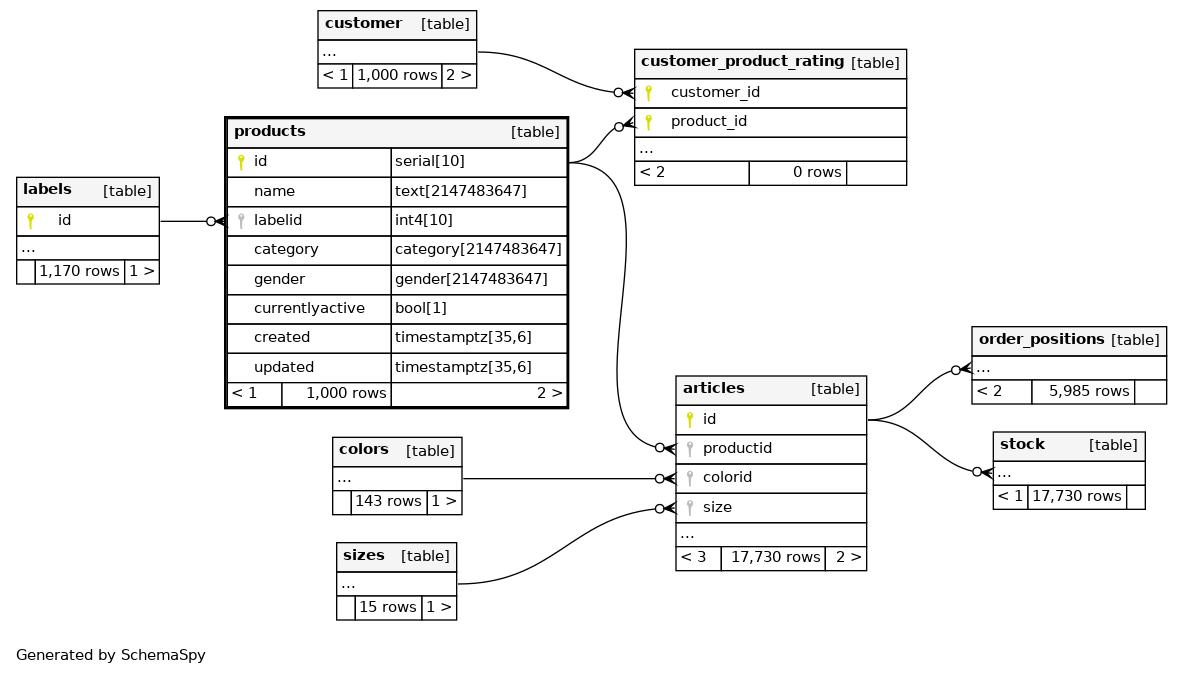 customer [table]
...
< 1 1,000 rows 2 >
customer_product_rating [table]
customer_id
product_id
...
< 2 0 rows
products [table]
id serial[10]
name text[2147483647]
labelid int4[10]
category category[2147483647]
gender gender[2147483647]
currentlyactive bool[1]
created timestamptz[35,6]
updated timestamptz[35,6]
< 1 1,000 rows 2 >
labels [table]
id
...
1,170 rows 1 >
order_positions [table]
...
< 2 5,985 rows
articles [table]
id
productid
colorid
size
...
< 3 17,730 rows 2 >
stock [table]
...
< 1 17,730 rows
colors [table]
...
143 rows 1 >
sizes [table]
...
15 rows 1 >
Generated by SchemaSpy